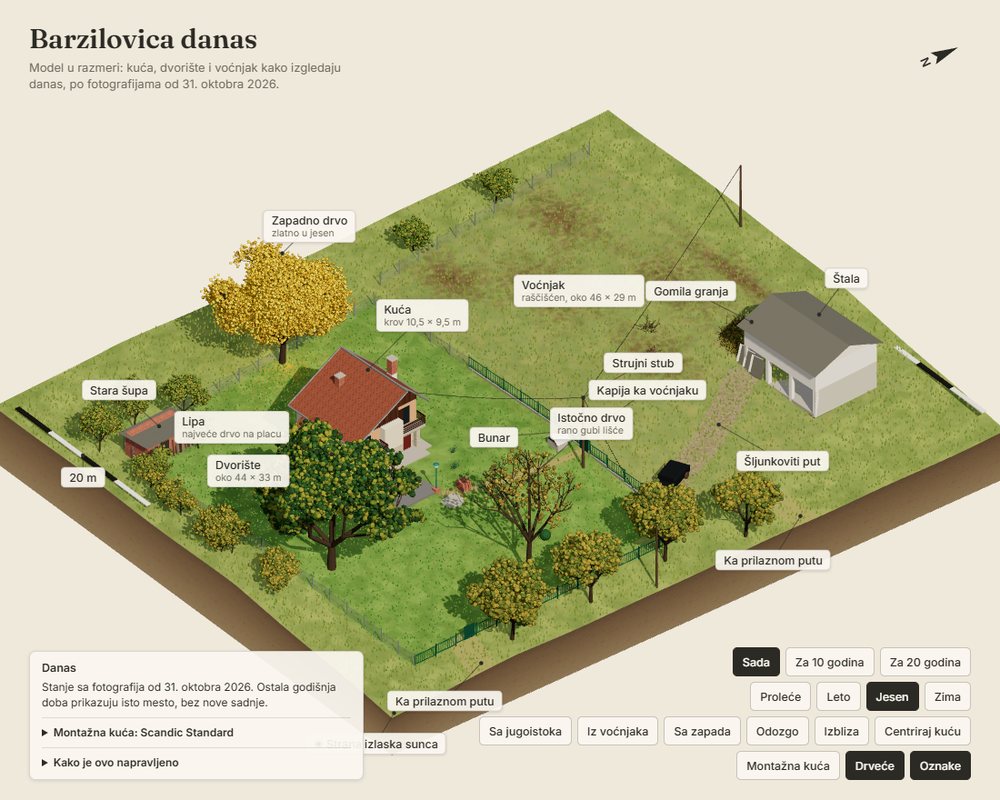 Barzilovica danas
Model u razmeri: kuća, dvorište i voćnjak kako izgledaju
danas, po fotografijama od 31. oktobra 2026.
N
Zapadno drvo
zlatno u jesen
Štala
Voćnjak
raščišćen, oko 46 × 29 m
Gomila granja
Kuća
krov 10,5 × 9,5 m
Strujni stub
Kapija ka voćnjaku
Stara šupa
Istočno drvo
rano gubi lišće
Lipa
najveće drvo na placu
Bunar
Šljunkoviti put
Dvorište
oko 44 × 33 m
20 m
Ka prilaznom putu
Ka prilaznom putu
Strana izlaska sunca
Danas
Stanje sa fotografija od 31. oktobra 2026. Ostala godišnja
doba prikazuju isto mesto, bez nove sadnje.
Montažna kuća: Scandic Standard
Kako je ovo napravljeno
Sada Za 10 godina Za 20 godina
Proleće Leto Jesen Zima
Sa jugoistoka Iz voćnjaka Sa zapada Odozgo Izbliza Centriraj kuću
Montažna kuća Drveće Oznake